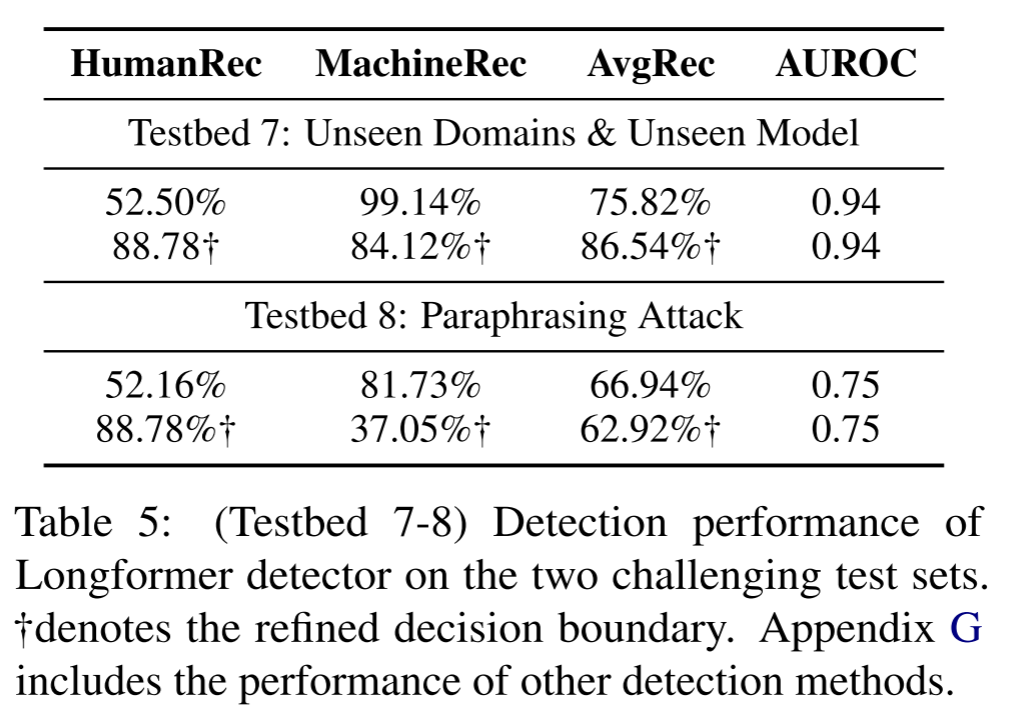 HumanRec MachineRec AvgRec AUROC
Testbed 7: Unseen Domains & Unseen Model
52.50% 99.14% 75.82% 0.94
88.78† 84.12%† 86.54%† 0.94
Testbed 8: Paraphrasing Attack
52.16% 81.73% 66.94% 0.75
88.78%† 37.05%† 62.92%† 0.75
Table 5: (Testbed 7-8) Detection performance of
Longformer detector on the two challenging test sets.
†denotes the refined decision boundary. Appendix G
includes the performance of other detection methods.